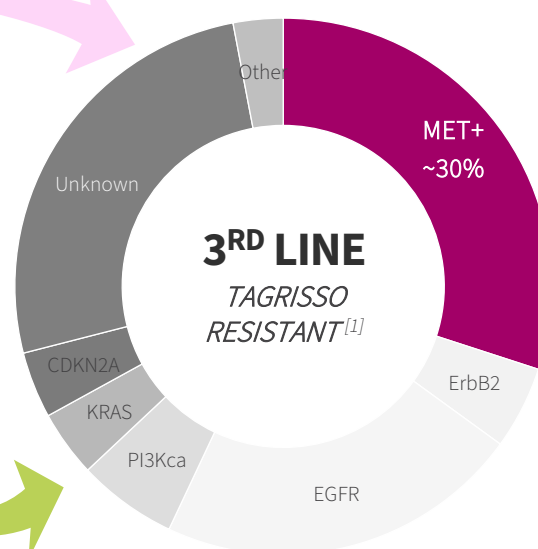 Other
MET+
~30%
Unknown
3RD LINE
TAGRISSO
RESISTANT [1]
CDKN2A
ErbB2
KRAS
PI3Kca
EGFR